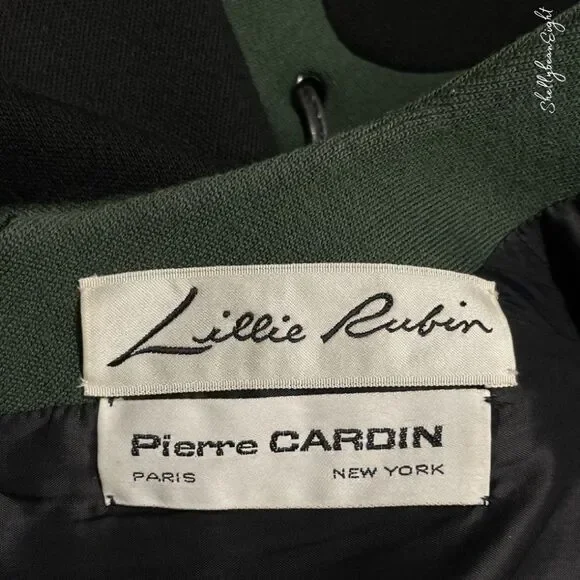 ShellybeanEight
Lillie Rubin
Pierre CARDIN
PARIS NEW YORK